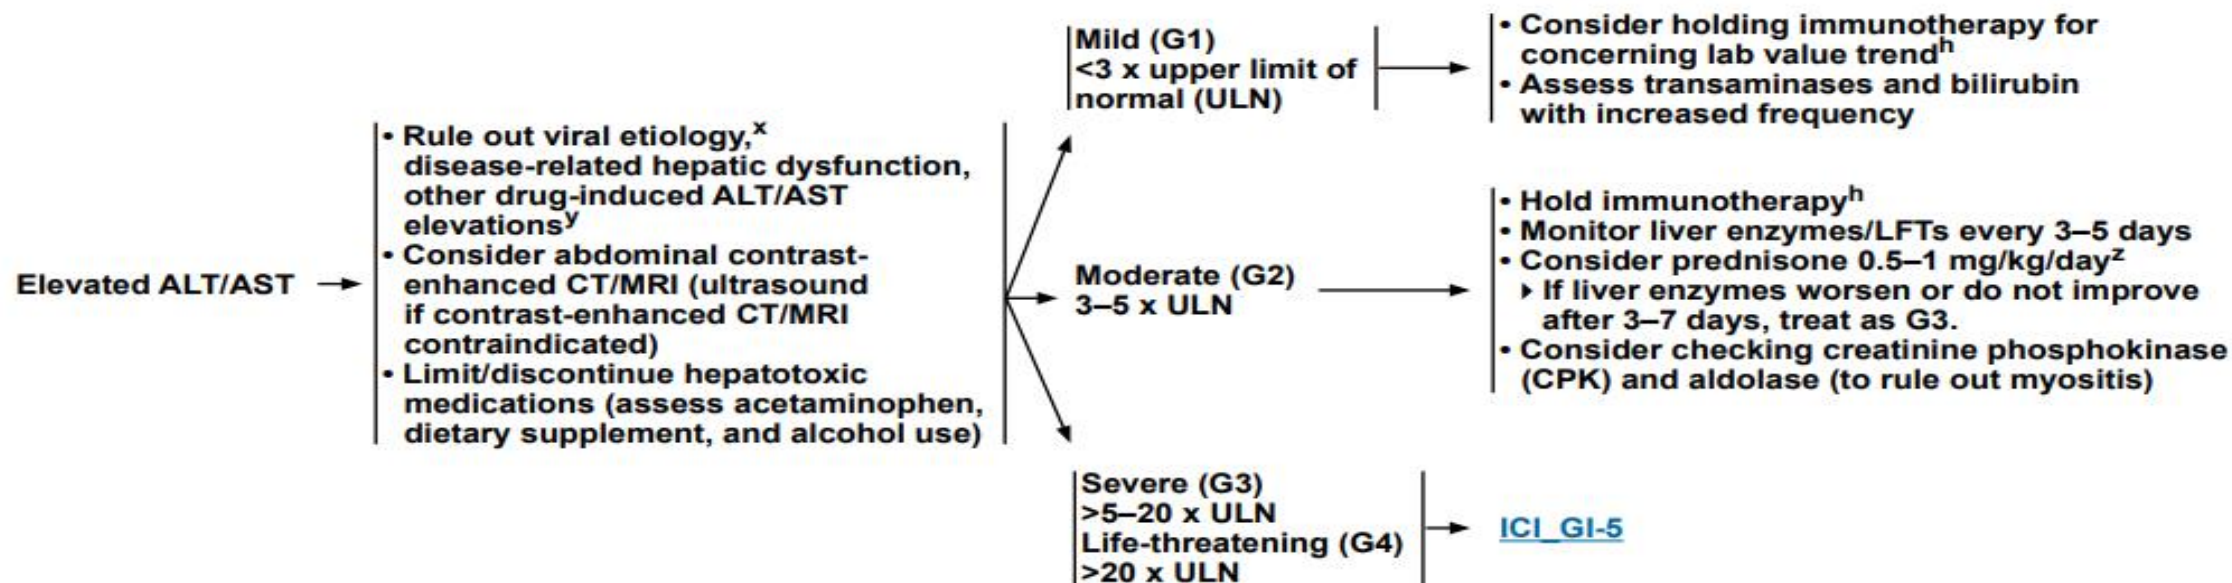 Elevated ALT/AST
• Rule out viral etiology,x
disease-related hepatic dysfunction,
other drug-induced ALT/AST
elevationsy
• Consider abdominal contrast-
enhanced CT/MRI (ultrasound
if contrast-enhanced CT/MRI
contraindicated)
• Limit/discontinue hepatotoxic
medications (assess acetaminophen,
dietary supplement, and alcohol use)
Mild (G1)
<3 x upper limit of
normal (ULN)
• Consider holding immunotherapy for
concerning lab value trendh
• Assess transaminases and bilirubin
with increased frequency
Moderate (G2)
3–5 x ULN
• Hold immunotherapyh
• Monitor liver enzymes/LFTs every 3–5 days
• Consider prednisone 0.5–1 mg/kg/dayz
‣ If liver enzymes worsen or do not improve
after 3–7 days, treat as G3.
• Consider checking creatinine phosphokinase
(CPK) and aldolase (to rule out myositis)
Severe (G3)
>5–20 x ULN
Life-threatening (G4)
>20 x ULN
ICI_GI-5